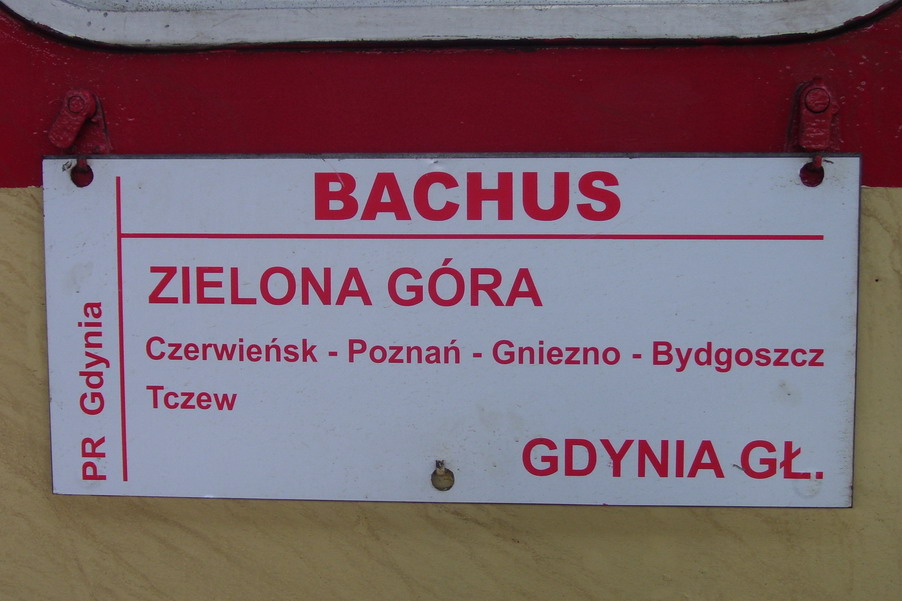 BACHUS
PR Gdynia
ZIELONA GÓRA
Czerwieńsk - Poznań - Gniezno - Bydgoszcz
Tczew
GDYNIA GŁ.